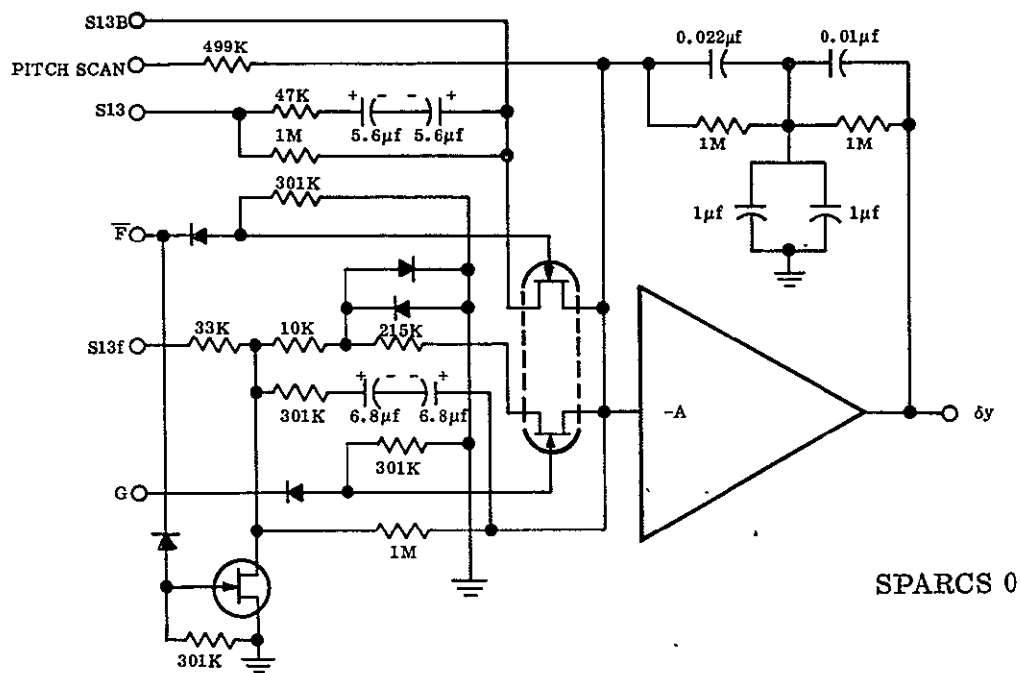 S13B
0.022μf
0.01μf
499K
PITCH SCAN
47K
+ - - +
S13
5.6μf 5.6μf
1M
1M
1M
301K
F
1μf
1μf
33K
10K
215K
S13f
+ - - +
301K
6.8μf 6.8μf
-A
δy
301K
G
1M
SPARCS 0
301K